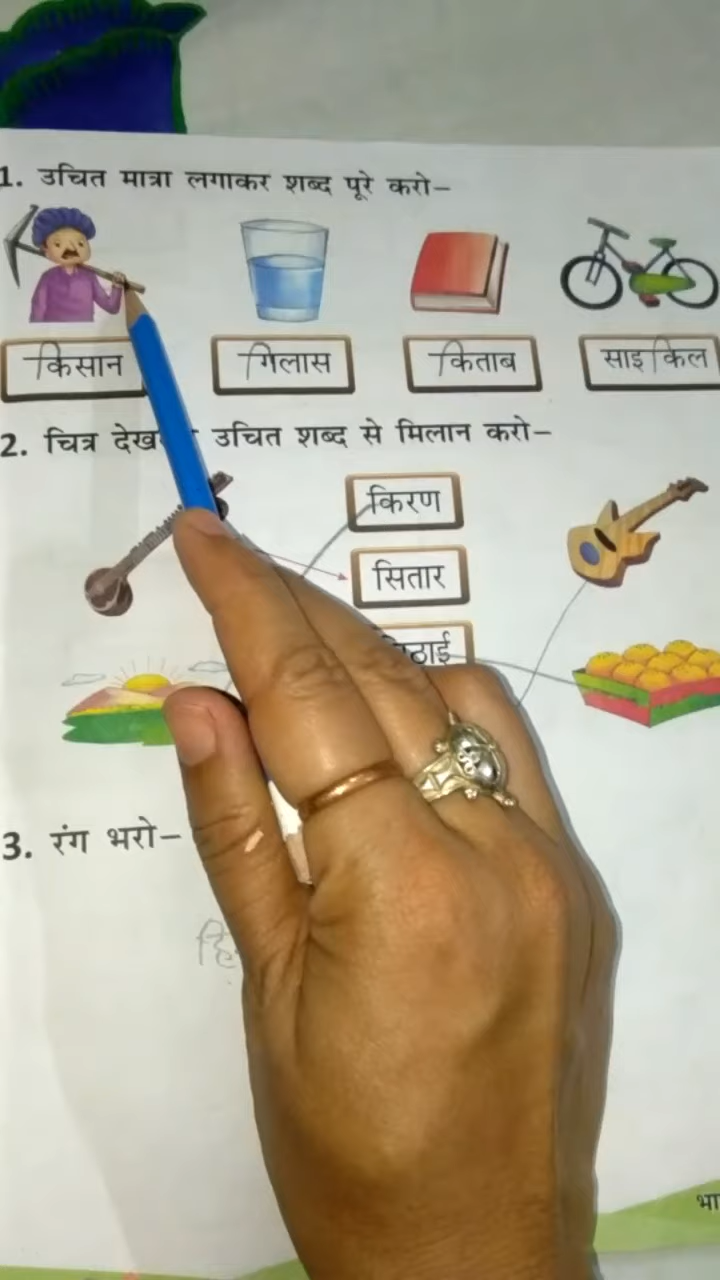 1. उचित मात्रा लगाकर शब्द पूरे करो–
किसान गिलास किताब साइकिल
2. चित्र उचित शब्द से मिलान करो–
किरण
सितार
3. रंग भरो–